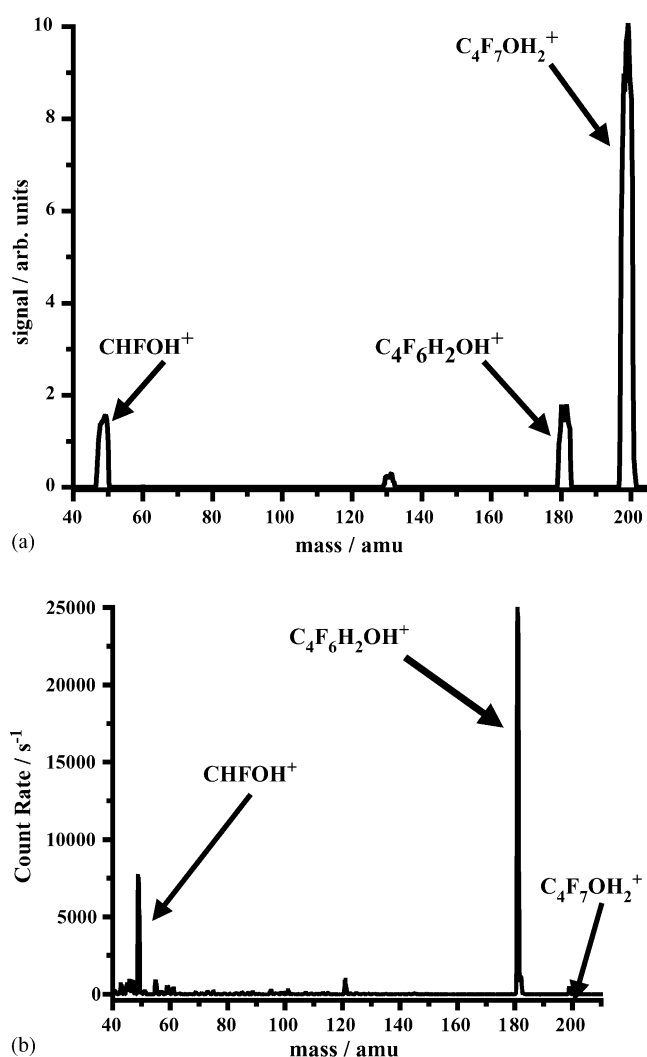 10
8
6
4
2
0
signal / arb. units
C₄F₇OH₂⁺
CHFOH⁺
C₄F₆H₂OH⁺
40 60 80 100 120 140 160 180 200
(a)
mass / amu
25000
20000
15000
10000
5000
0
Count Rate / s⁻¹
C₄F₆H₂OH⁺
CHFOH⁺
C₄F₇OH₂⁺
40 60 80 100 120 140 160 180 200
(b)
mass / amu